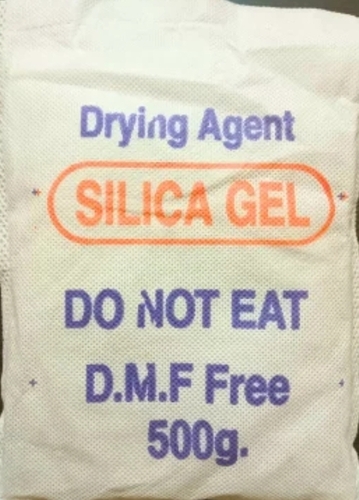 Drying Agent
SILICA GEL
DO NOT EAT
D.M.F Free
500g.